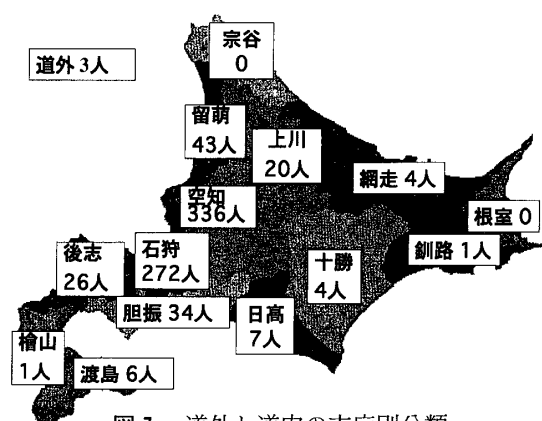 宗谷
0
道外 3人
留萌
43人
上川
20人
網走 4人
空知
336人
根室 0
後志
26人
石狩
272人
十勝
4人
釧路 1人
胆振 34人
日高
7人
檜山
1人
渡島 6人